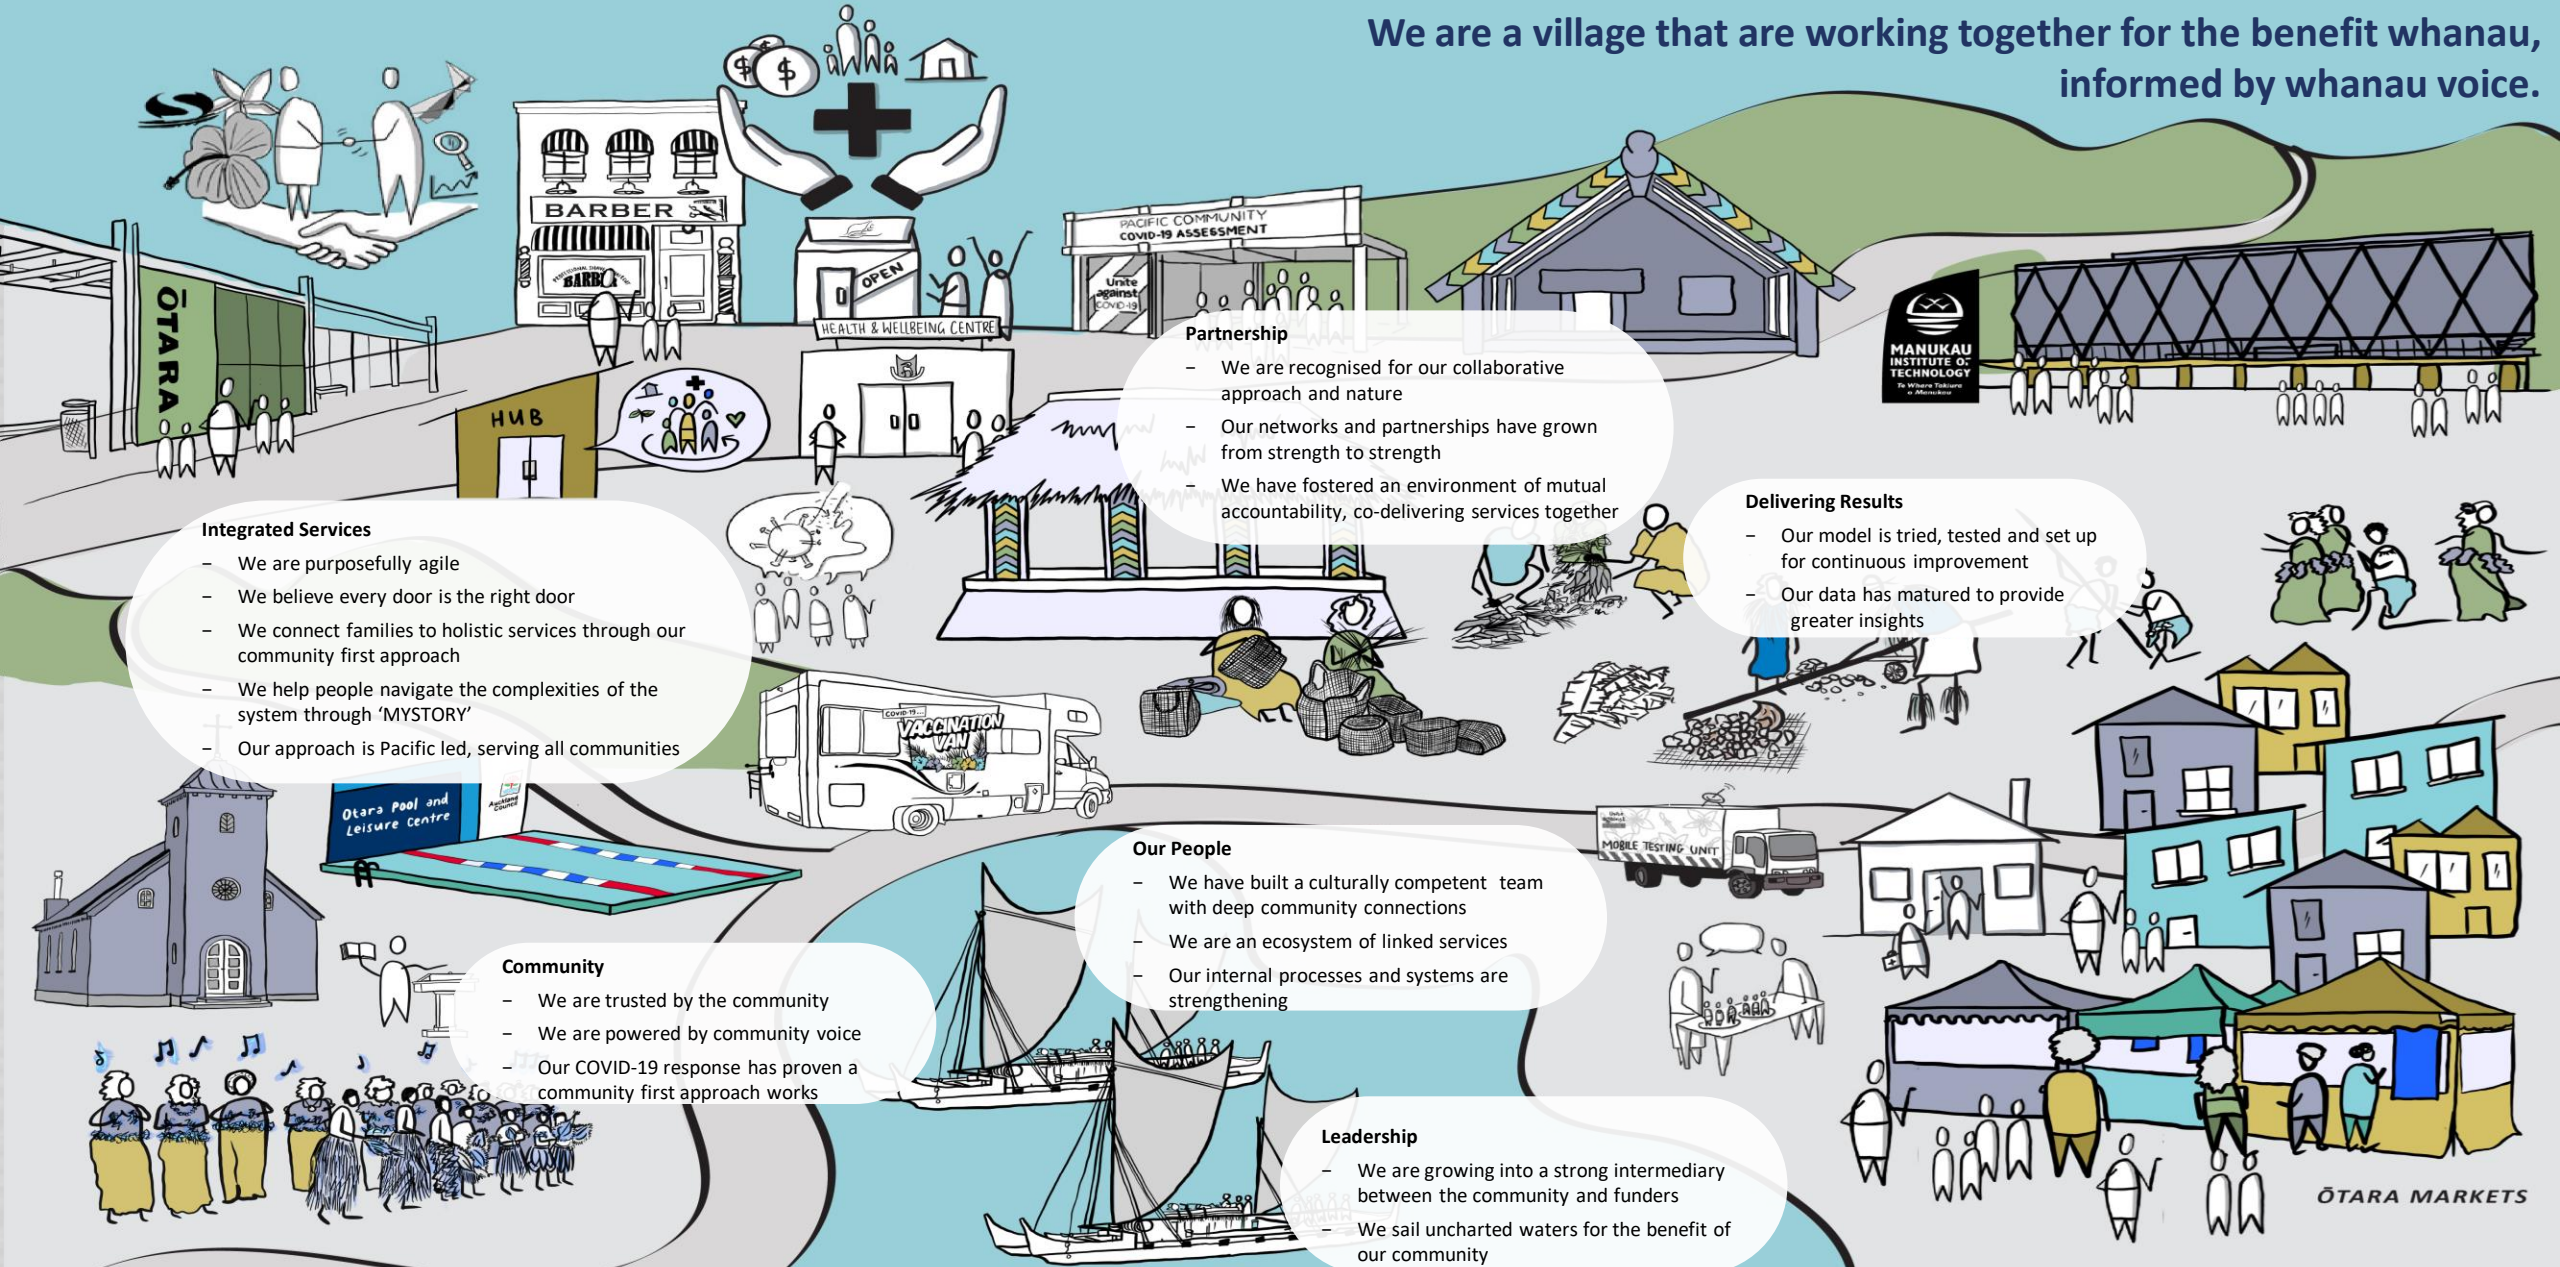 We are a village that are working together for the benefit whanau,
informed by whanau voice.
BARBER
BARB
OPEN
HEALTH & WELLBEING CENTRE
PACIFIC COMMUNITY
COVID-19 ASSESSMENT
Unite
against
COVID-19
MANUKAU
INSTITUTE OF
TECHNOLOGY
Te Whare Takiura
o Manukau
ŌTARA
HUB
Partnership
– We are recognised for our collaborative
approach and nature
– Our networks and partnerships have grown
from strength to strength
– We have fostered an environment of mutual
accountability, co-delivering services together
Delivering Results
– Our model is tried, tested and set up
for continuous improvement
– Our data has matured to provide
greater insights
Integrated Services
– We are purposefully agile
– We believe every door is the right door
– We connect families to holistic services through our
community first approach
– We help people navigate the complexities of the
system through ‘MYSTORY’
– Our approach is Pacific led, serving all communities
COVID-19
VACCINATION
VAN
Otara Pool and
Leisure Centre
Auckland
Council
MOBILE TESTING UNIT
Our People
– We have built a culturally competent team
with deep community connections
– We are an ecosystem of linked services
– Our internal processes and systems are
strengthening
Community
– We are trusted by the community
– We are powered by community voice
– Our COVID-19 response has proven a
community first approach works
Leadership
– We are growing into a strong intermediary
between the community and funders
– We sail uncharted waters for the benefit of
our community
ŌTARA MARKETS